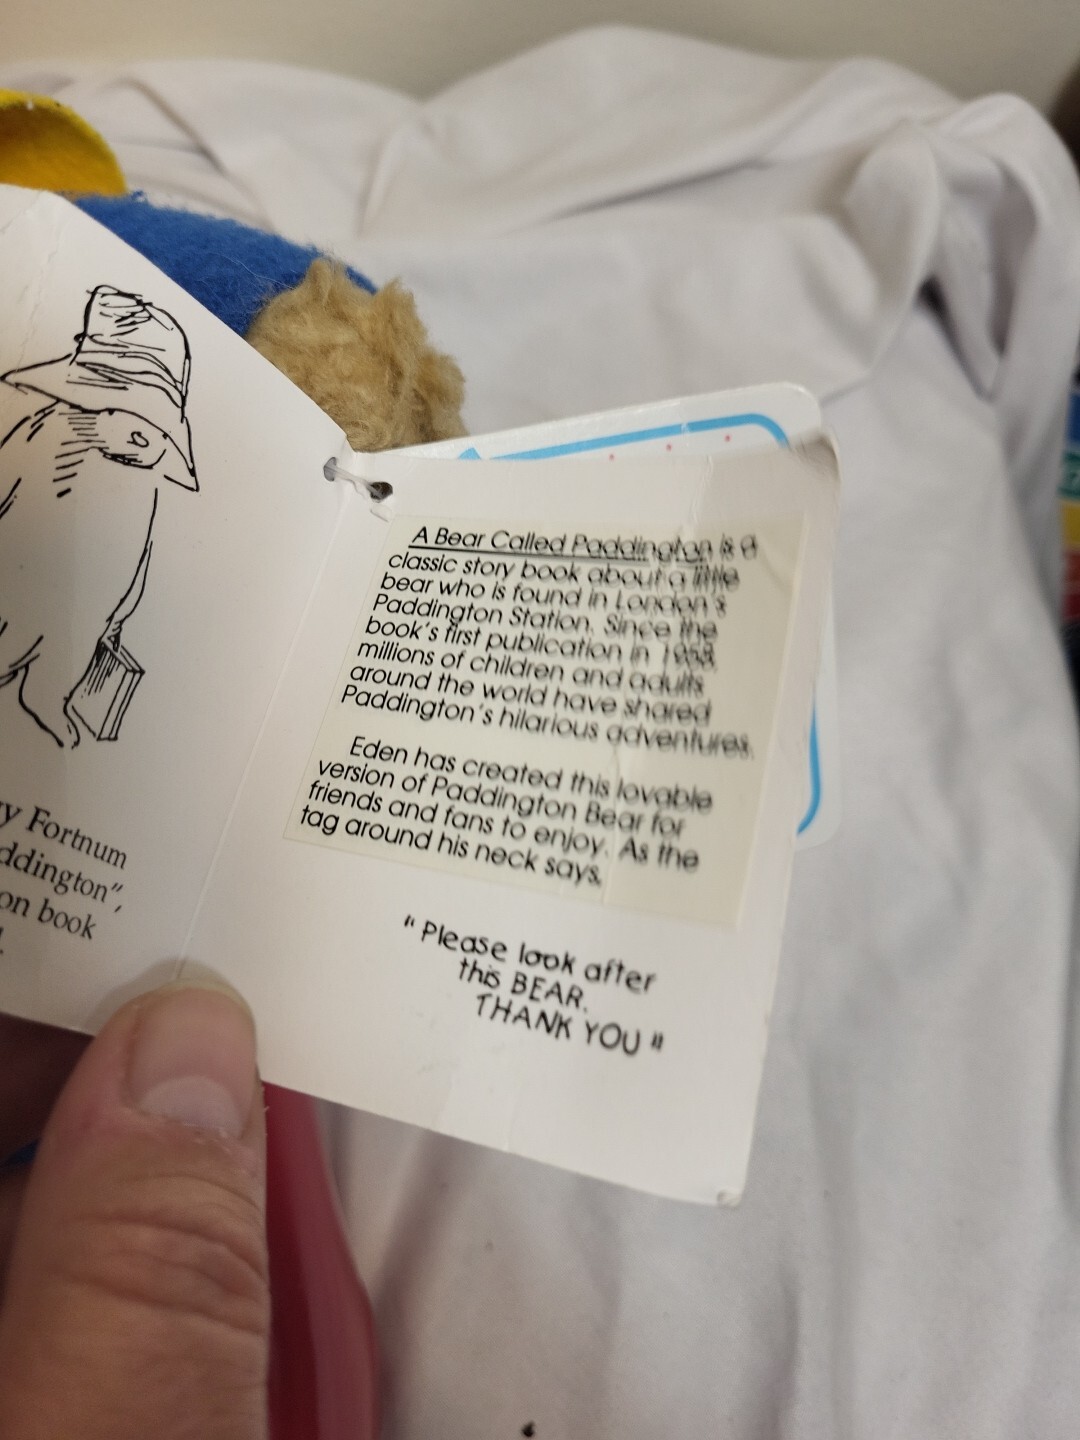 y Fortnum
ddington",
on book
A Bear Called Paddington is a
classic story book about a little
bear who is found in London's
Paddington Station. Since the
book's first publication in 1958,
millions of children and adults
around the world have shared
Paddington's hilarious adventures.
Eden has created this lovable
version of Paddington Bear for
friends and fans to enjoy. As the
tag around his neck says,
"Please look after
this BEAR.
THANK YOU"